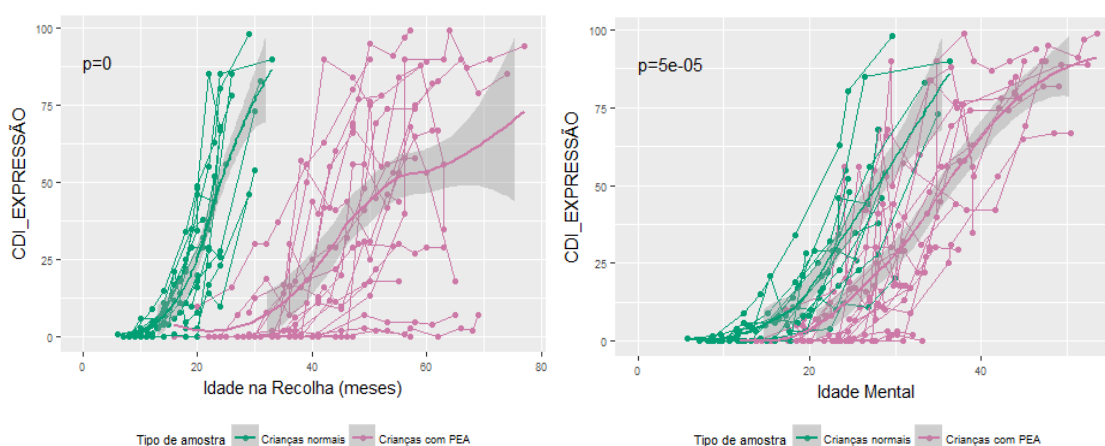 100
75
50
25
0
CDI_EXPRESSÃO
p=0
0
20
40
60
80
Idade na Recolha (meses)
Tipo de amostra
Crianças normais
Crianças com PEA
100
75
50
25
0
CDI_EXPRESSÃO
p=5e-05
0
20
40
Idade Mental
Tipo de amostra
Crianças normais
Crianças com PEA